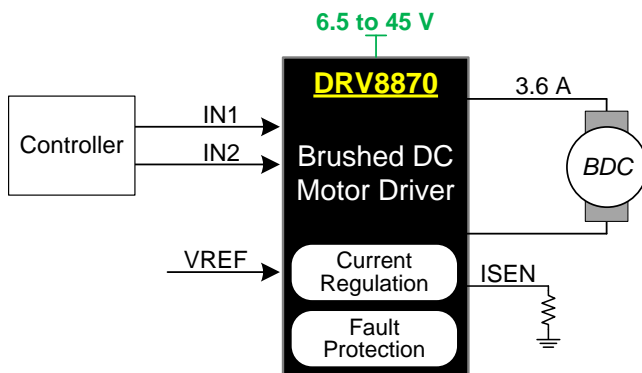 6.5 to 45 V
DRV8870
3.6 A
IN1
Controller
IN2
Brushed DC
Motor Driver
BDC
VREF
Current
Regulation
ISEN
Fault
Protection